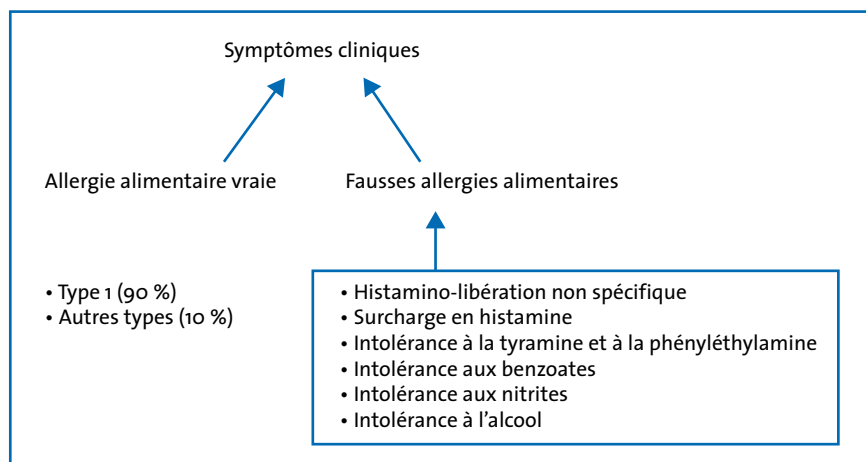 Symptômes cliniques
Allergie alimentaire vraie
Fausses allergies alimentaires
• Type 1 (90 %)
• Autres types (10 %)
• Histamino-libération non spécifique
• Surcharge en histamine
• Intolérance à la tyramine et à la phényléthylamine
• Intolérance aux benzoates
• Intolérance aux nitrites
• Intolérance à l’alcool